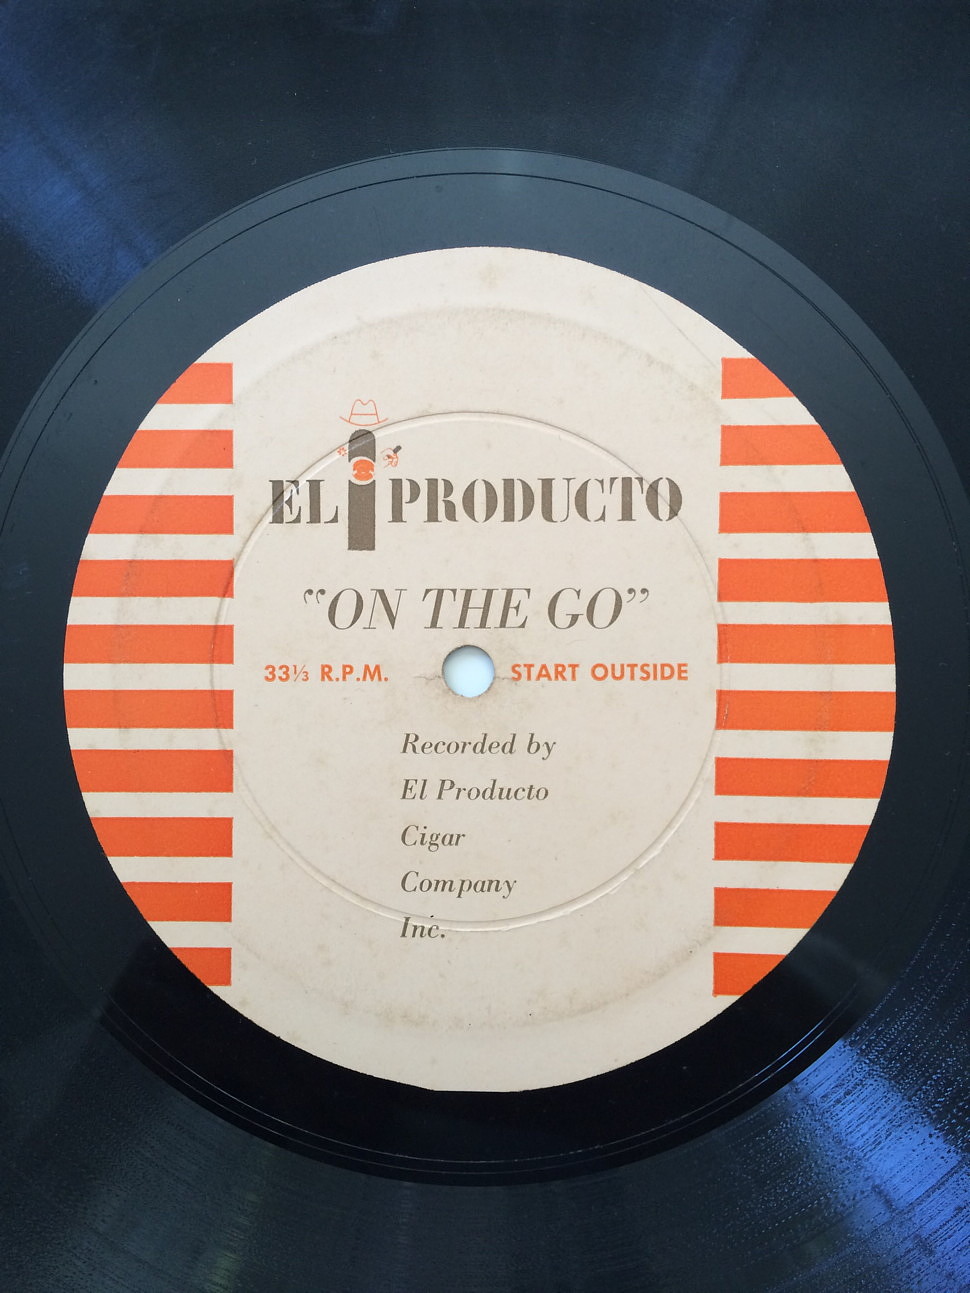 EL PRODUCTO
“ON THE GO”
33⅓ R.P.M. START OUTSIDE
Recorded by
El Producto
Cigar
Company
Inc.